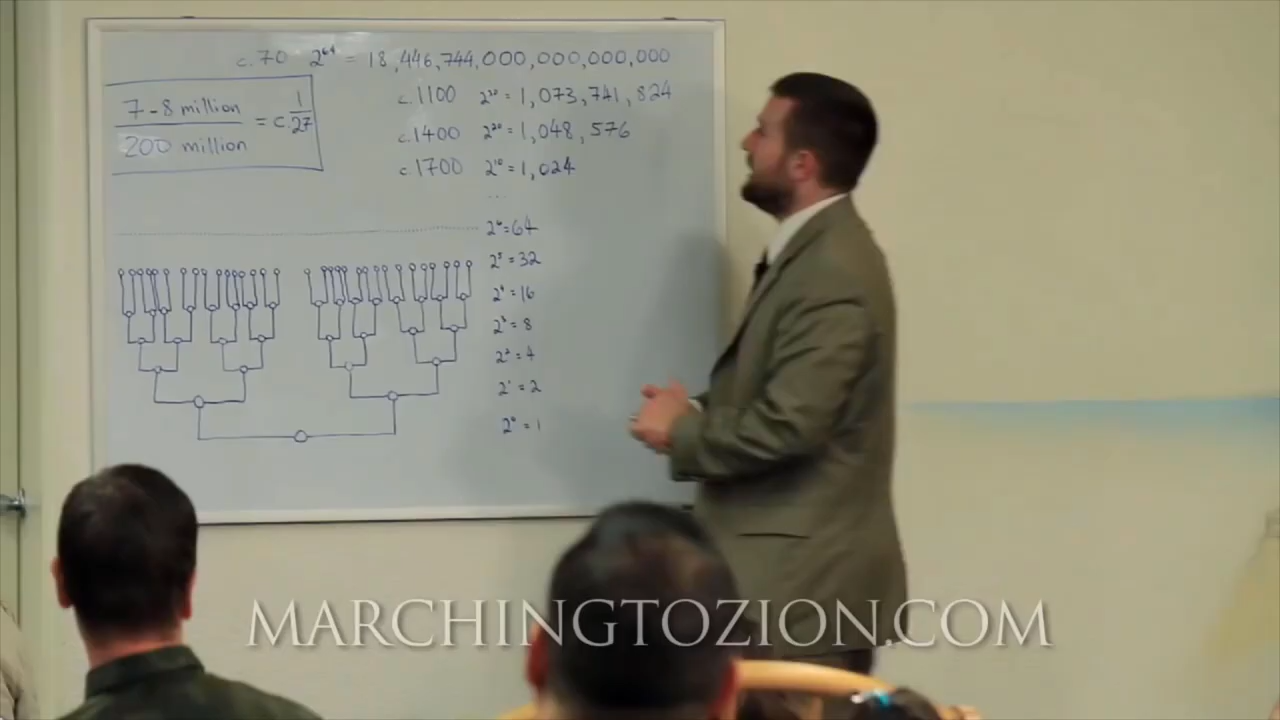 c.70 2⁶⁴ = 18,446,744,000,000,000,000
7-8 million
200 million
= c. 1/27
c.1100 2³⁰ = 1,073,741,824
c.1400 2²⁰ = 1,048,576
c.1700 2¹⁰ = 1,024
...
2⁶ = 64
2⁵ = 32
2⁴ = 16
2³ = 8
2² = 4
2¹ = 2
2⁰ = 1
MARCHINGTOZION.COM